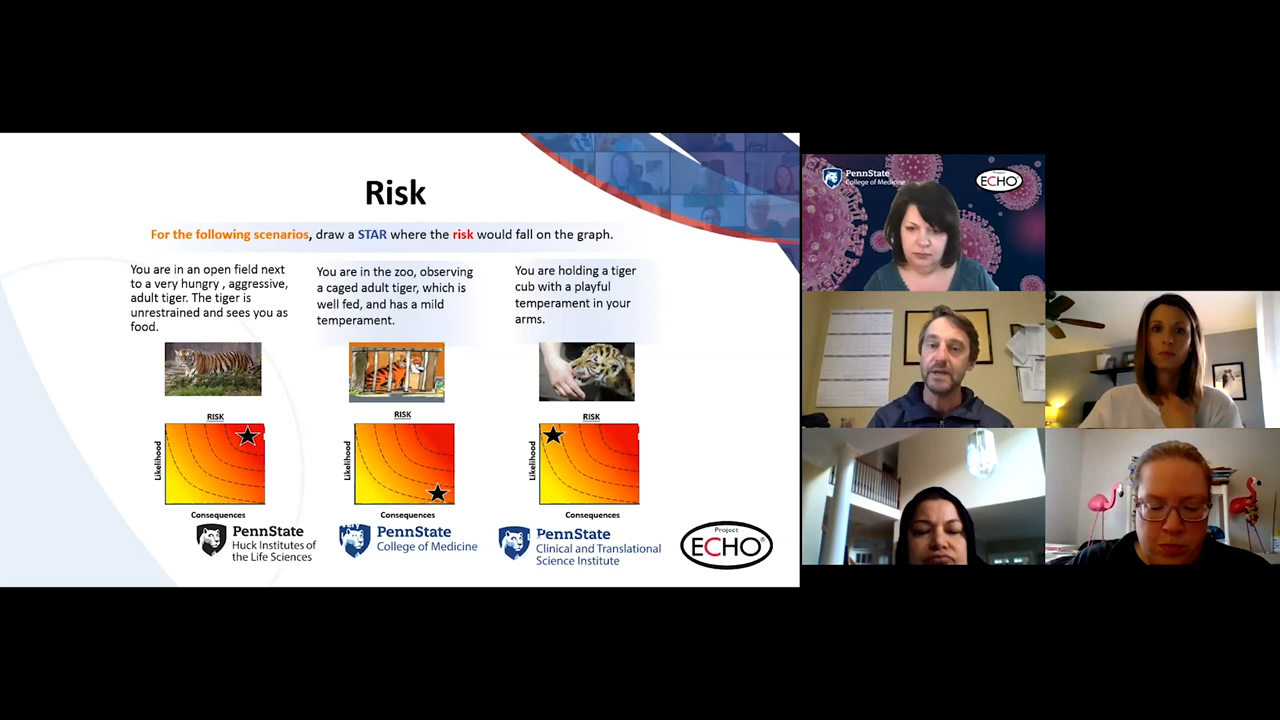 Risk
For the following scenarios, draw a STAR where the risk would fall on the graph.
You are in an open field next
to a very hungry , aggressive,
adult tiger. The tiger is
unrestrained and sees you as
food.
You are in the zoo, observing
a caged adult tiger, which is
well fed, and has a mild
temperament.
You are holding a tiger
cub with a playful
temperament in your
arms.
RISK
Likelihood
Consequences
RISK
Likelihood
Consequences
RISK
Likelihood
Consequences
PennState
Huck Institutes of
the Life Sciences
PennState
College of Medicine
PennState
Clinical and Translational
Science Institute
Project
ECHO
PennState
College of Medicine
Project
ECHO